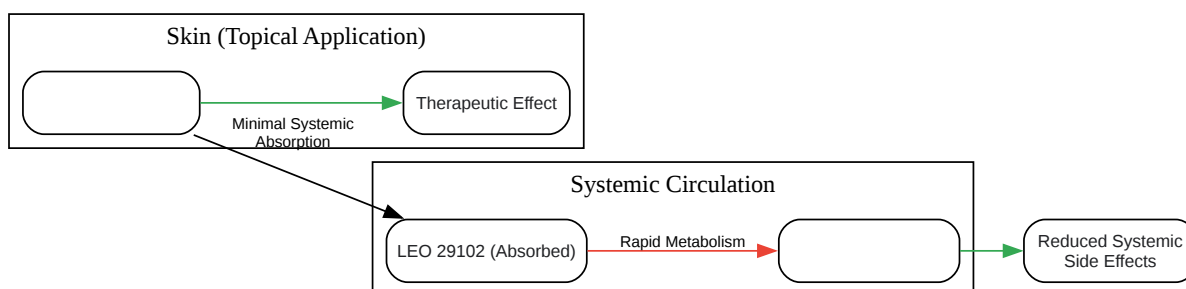 Skin (Topical Application)
Therapeutic Effect
Minimal Systemic
Absorption
Systemic Circulation
LEO 29102 (Absorbed)
Rapid Metabolism
Reduced Systemic
Side Effects